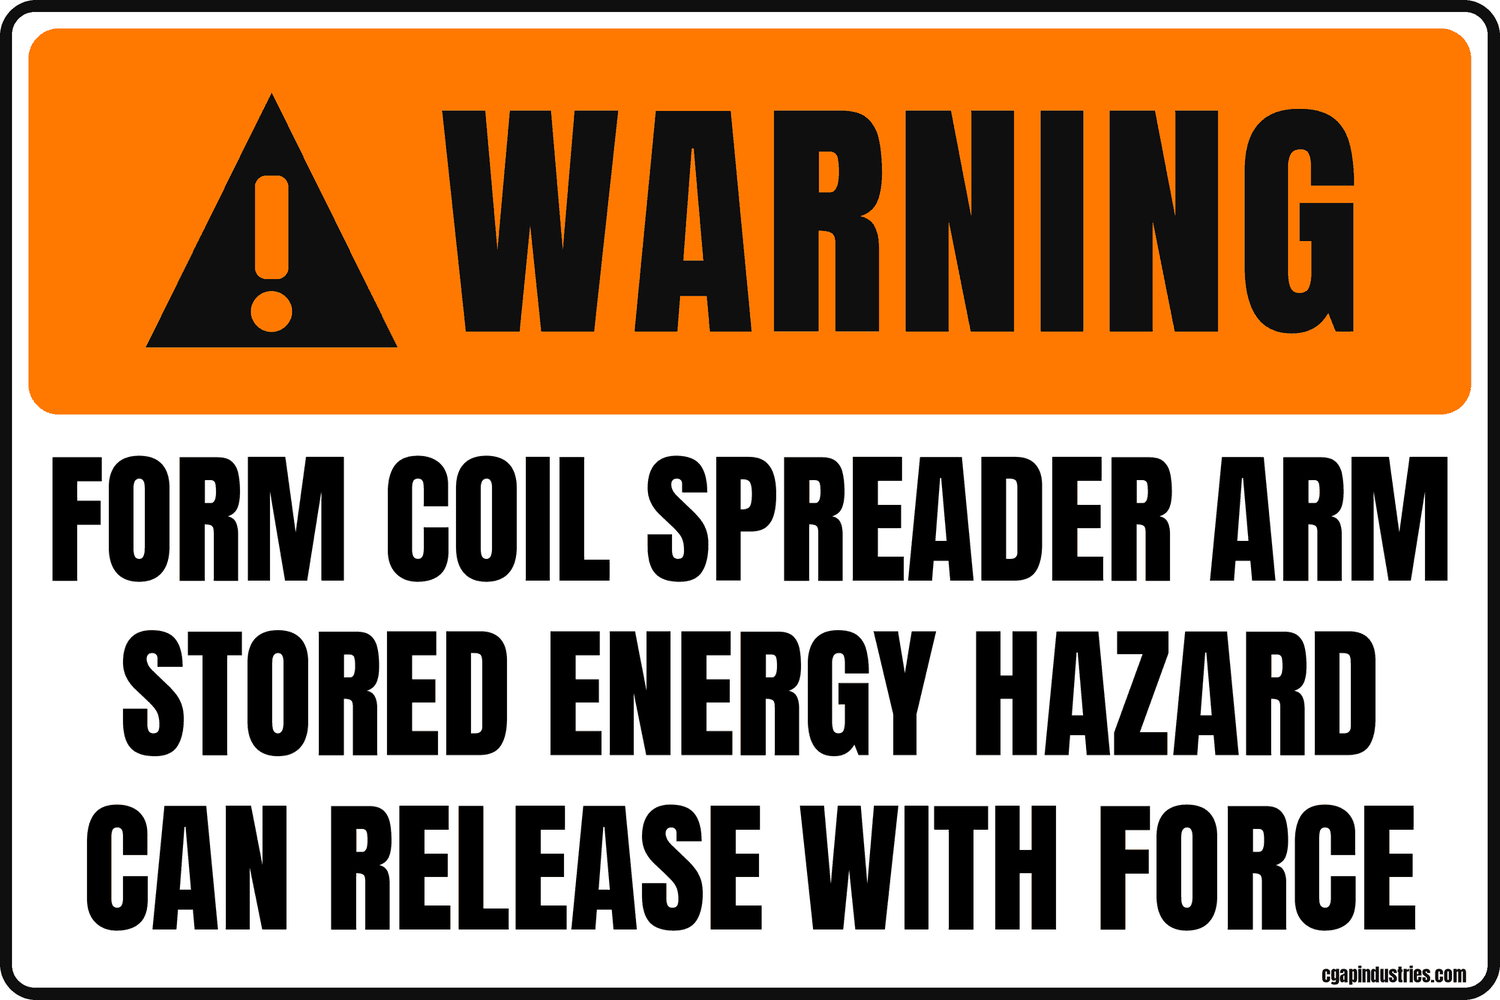 WARNING
FORM COIL SPREADER ARM
STORED ENERGY HAZARD
CAN RELEASE WITH FORCE
cgapindustries.com